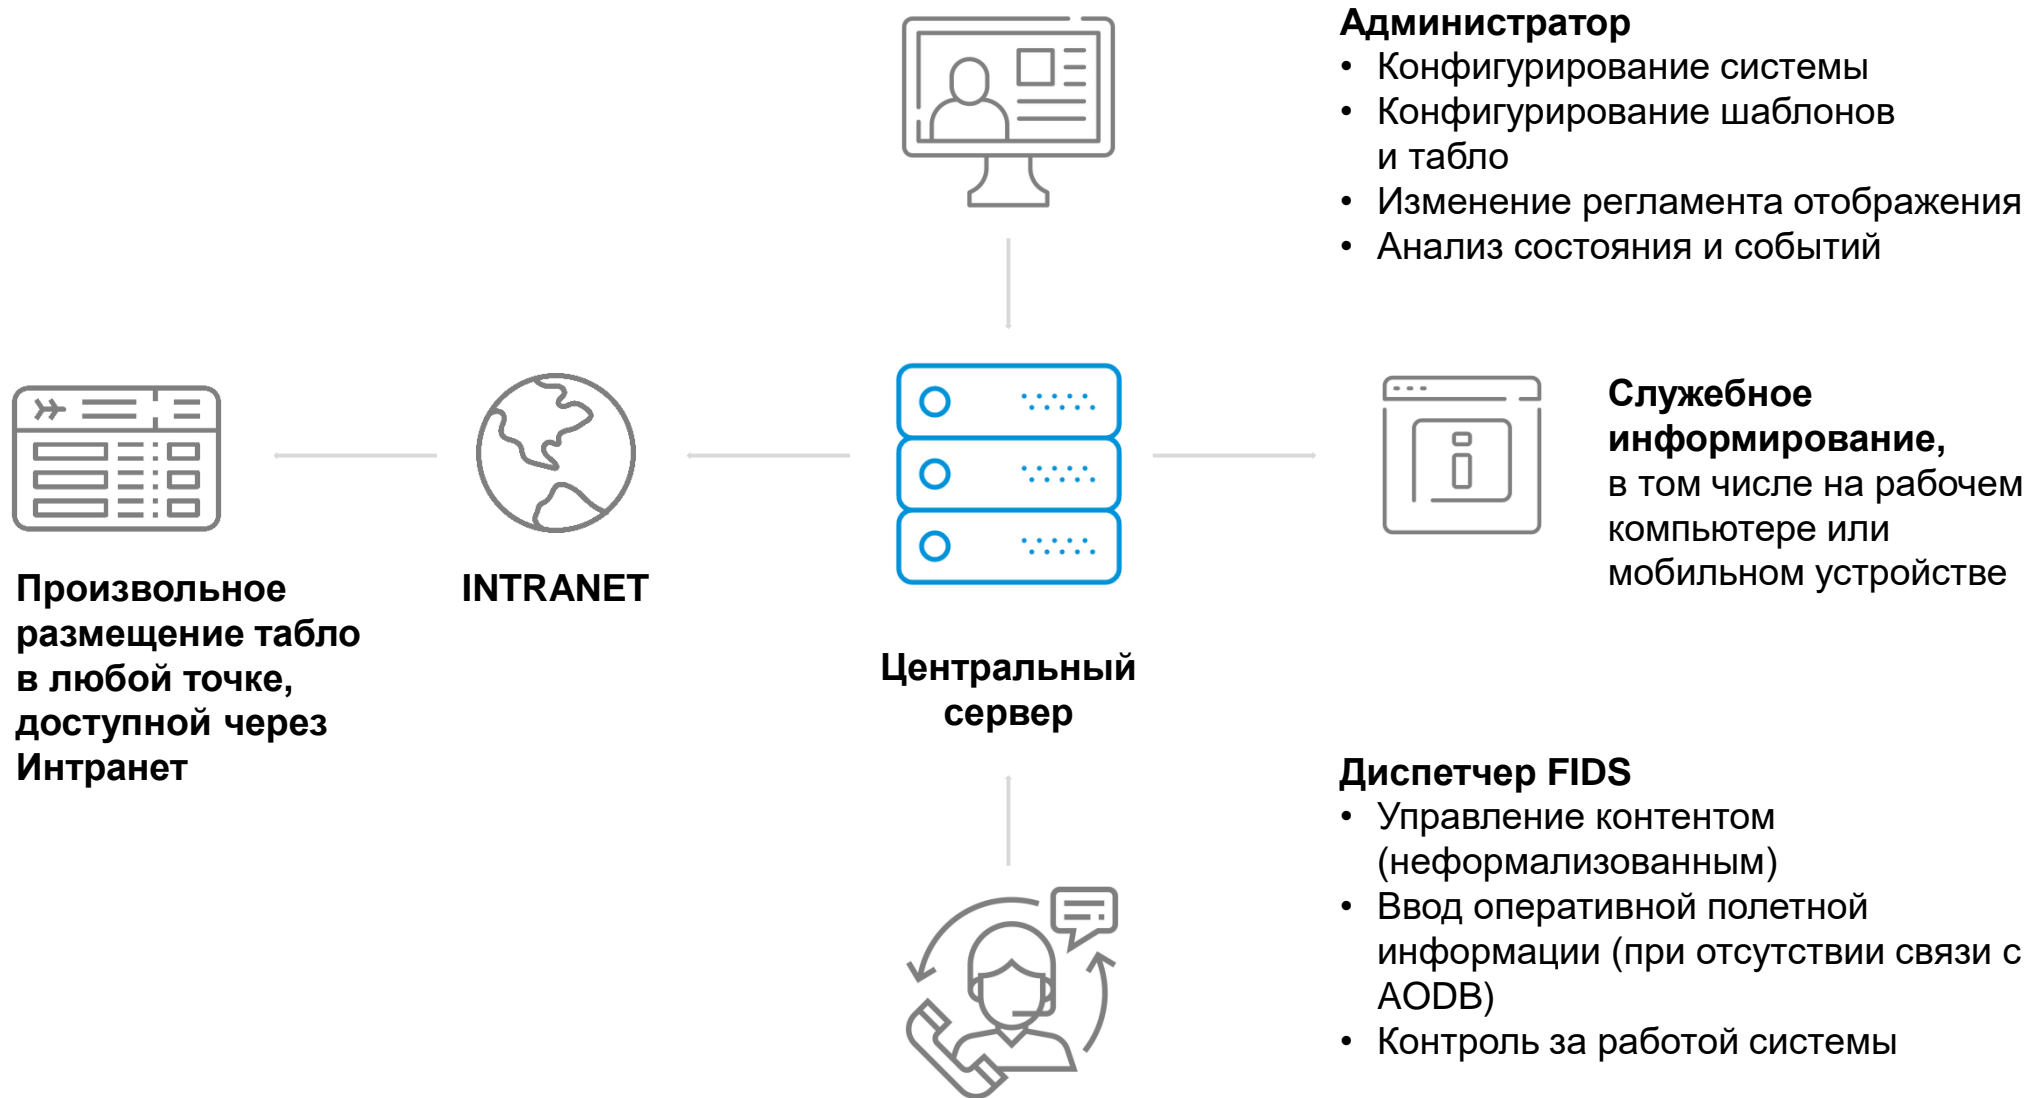 Администратор
• Конфигурирование системы
• Конфигурирование шаблонов
и табло
• Изменение регламента отображения
• Анализ состояния и событий
Произвольное
размещение табло
в любой точке,
доступной через
Интранет
INTRANET
Центральный
сервер
Служебное
информирование,
в том числе на рабочем
компьютере или
мобильном устройстве
Диспетчер FIDS
• Управление контентом
(неформализованным)
• Ввод оперативной полетной
информации (при отсутствии связи с
AODB)
• Контроль за работой системы